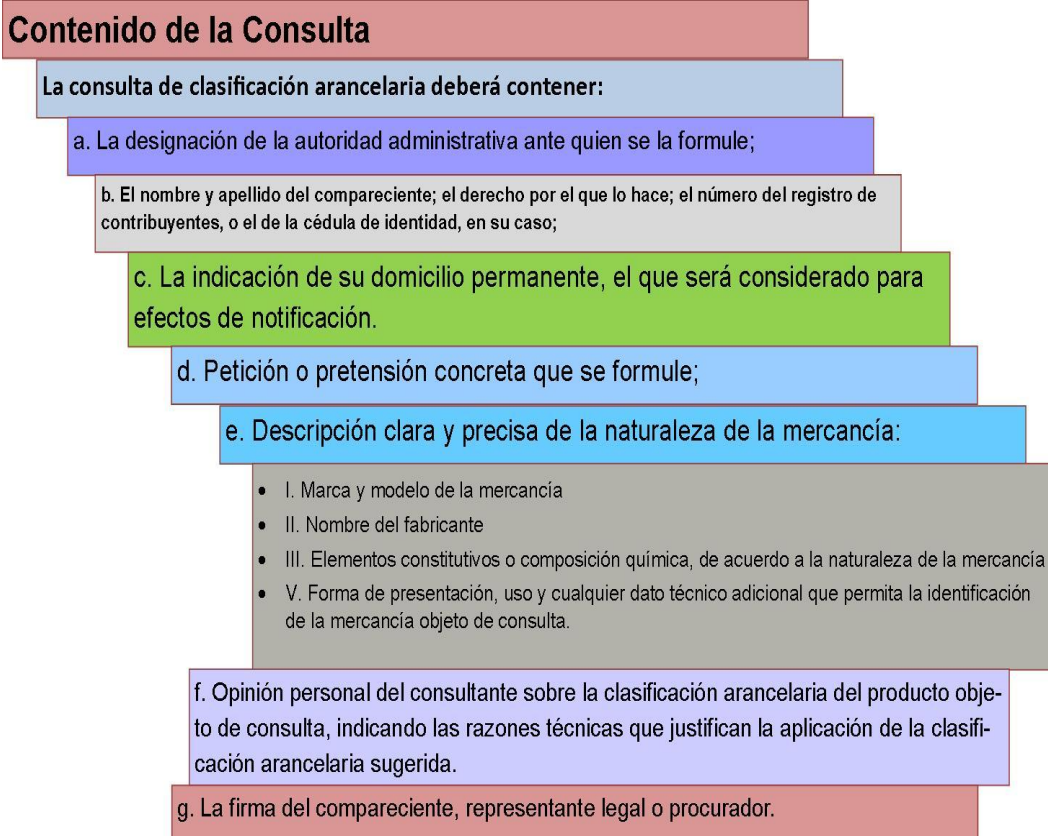 Contenido de la Consulta
La consulta de clasificación arancelaria deberá contener:
a. La designación de la autoridad administrativa ante quien se la formule;
b. El nombre y apellido del compareciente; el derecho por el que lo hace; el número del registro de
contribuyentes, o el de la cédula de identidad, en su caso;
c. La indicación de su domicilio permanente, el que será considerado para
efectos de notificación.
d. Petición o pretensión concreta que se formule;
e. Descripción clara y precisa de la naturaleza de la mercancía:
• I. Marca y modelo de la mercancía
• II. Nombre del fabricante
• III. Elementos constitutivos o composición química, de acuerdo a la naturaleza de la mercancía
• V. Forma de presentación, uso y cualquier dato técnico adicional que permita la identificación
de la mercancía objeto de consulta.
f. Opinión personal del consultante sobre la clasificación arancelaria del producto obje-
to de consulta, indicando las razones técnicas que justifican la aplicación de la clasifi-
cación arancelaria sugerida.
g. La firma del compareciente, representante legal o procurador.